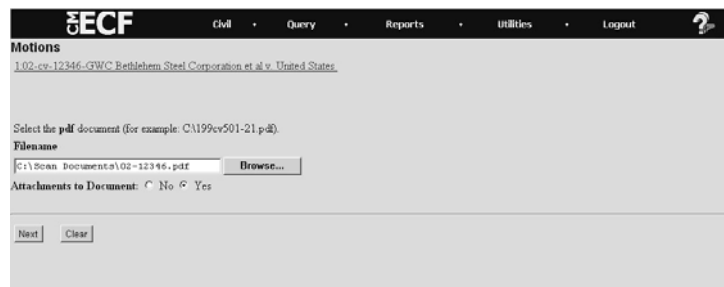 CM ECF Civil • Query • Reports • Utilities • Logout ?
Motions
1:02-cv-12346-GWC Bethlehem Steel Corporation et al v. United States
Select the pdf document (for example: C:\199cv501-21.pdf).
Filename
C:\Scan Documents\02-12346.pdf Browse...
Attachments to Document: No Yes
Next Clear